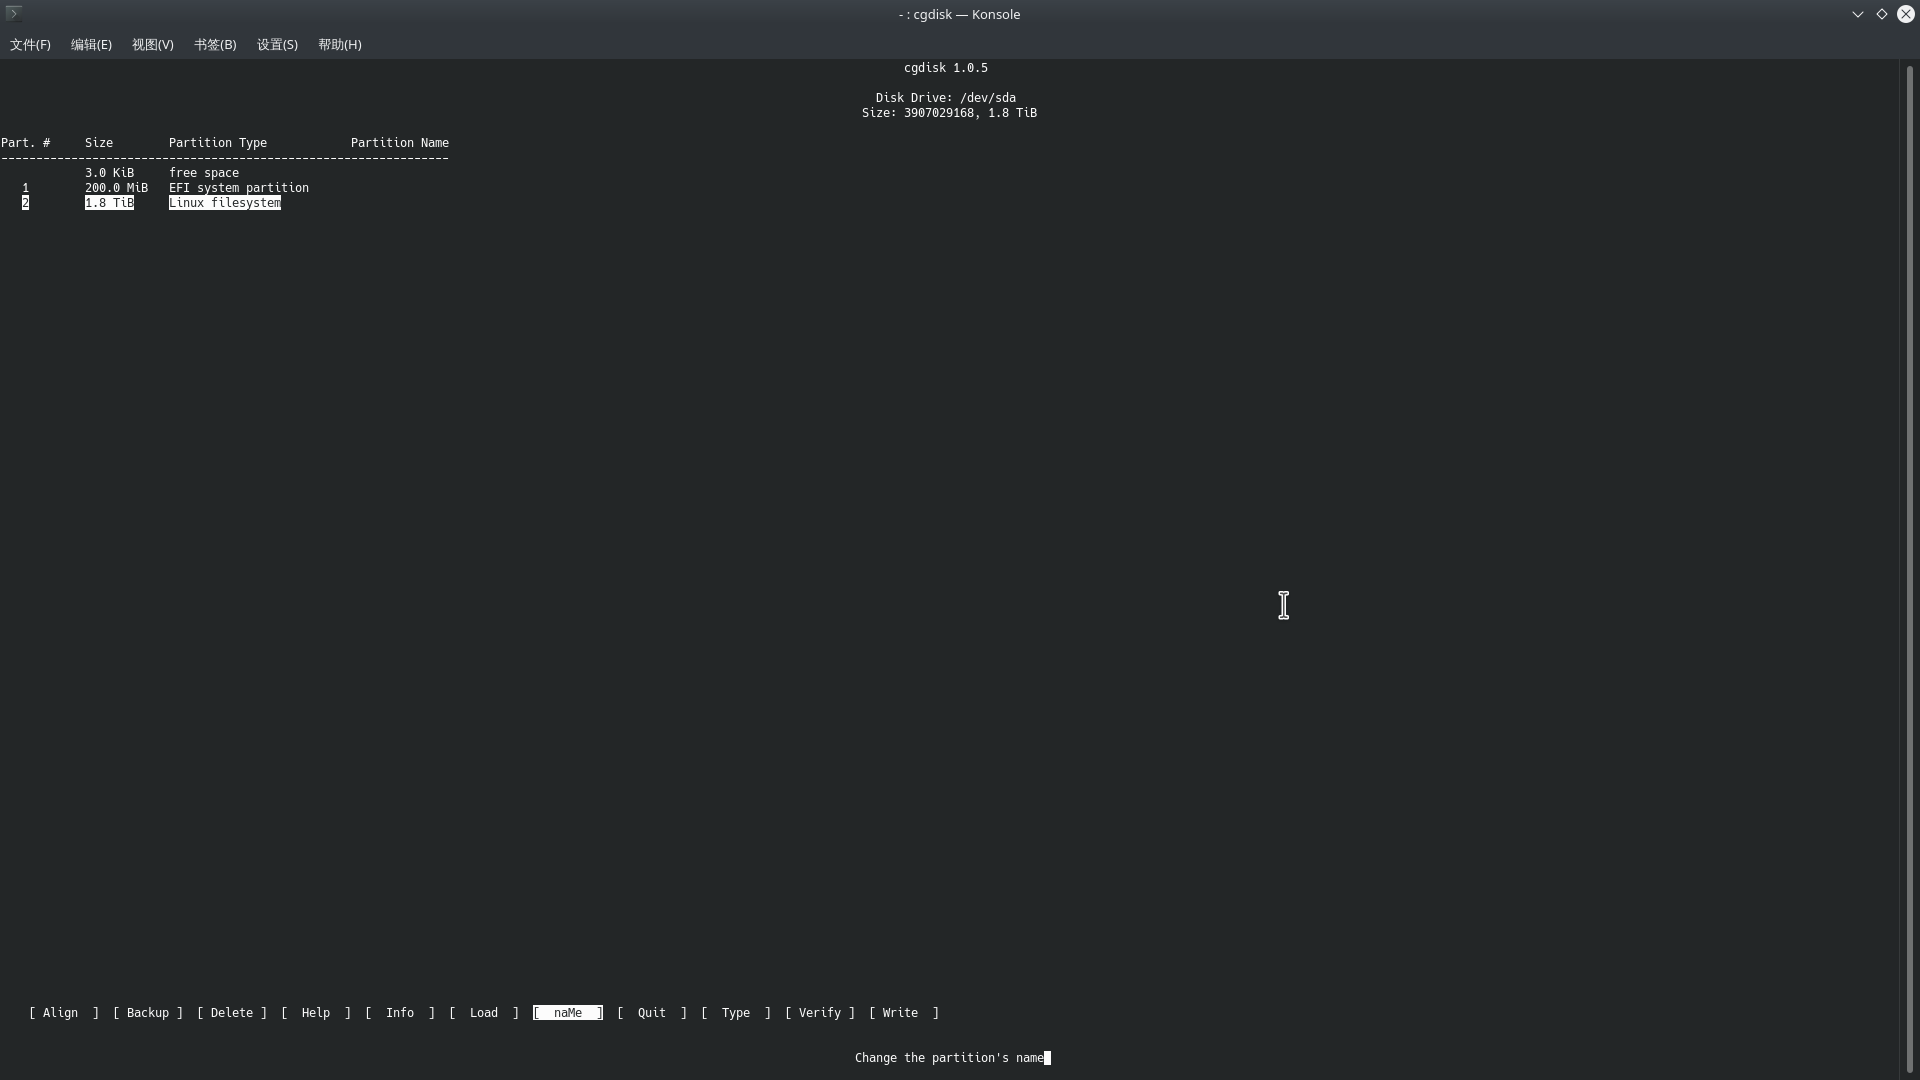 - : cgdisk — Konsole
文件(F) 编辑(E) 视图(V) 书签(B) 设置(S) 帮助(H)
cgdisk 1.0.5
Disk Drive: /dev/sda
Size: 3907029168, 1.8 TiB
Part. # Size Partition Type Partition Name
----------------------------------------------------------------
3.0 KiB free space
1 200.0 MiB EFI system partition
2 1.8 TiB Linux filesystem
[ Align ] [ Backup ] [ Delete ] [ Help ] [ Info ] [ Load ] [ naMe ] [ Quit ] [ Type ] [ Verify ] [ Write ]
Change the partition's name